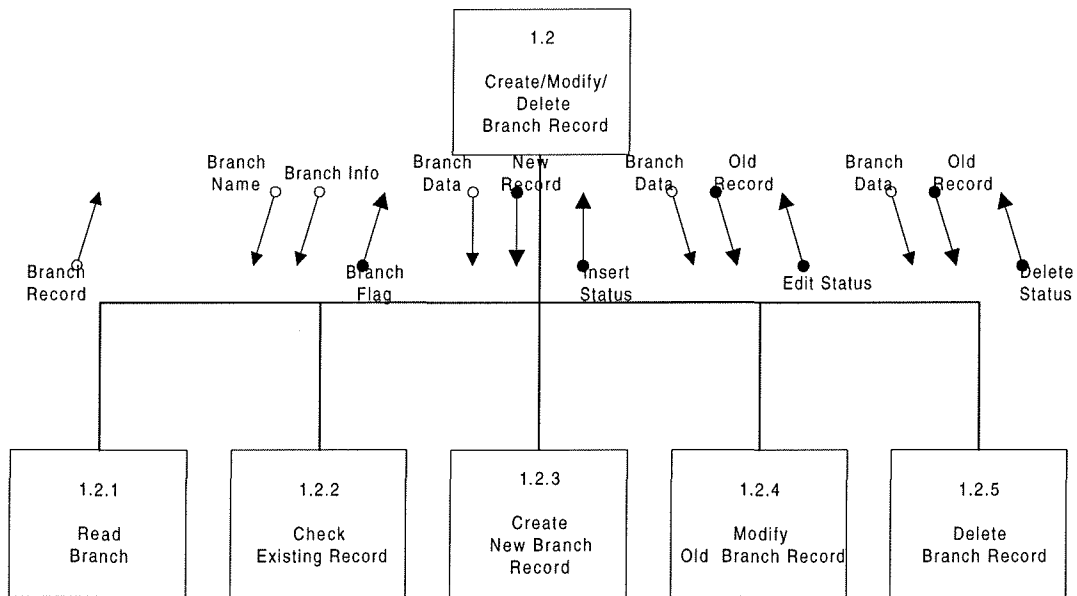 1.2
Create/Modify/
Delete
Branch Record
Branch
Name
Branch Info
Branch
Data
New
Record
Branch
Data
Old
Record
Branch
Data
Old
Record
Branch
Record
Branch
Flag
Insert
Status
Edit Status
Delete
Status
1.2.1
Read
Branch
1.2.2
Check
Existing Record
1.2.3
Create
New Branch
Record
1.2.4
Modify
Old Branch Record
1.2.5
Delete
Branch Record